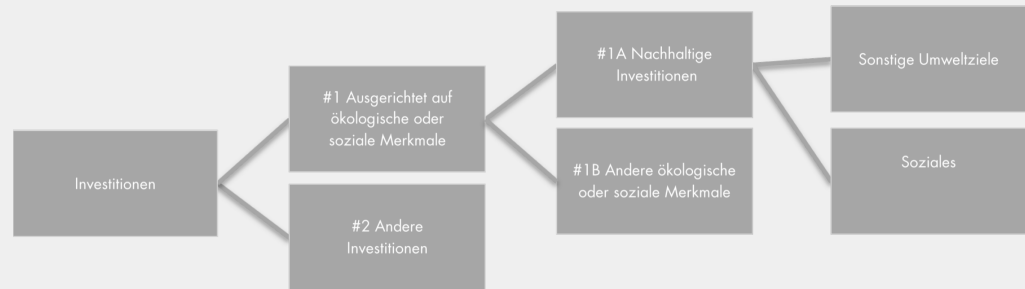 Investitionen
#1 Ausgerichtet auf
ökologische oder
soziale Merkmale
#2 Andere
Investitionen
#1A Nachhaltige
Investitionen
#1B Andere ökologische
oder soziale Merkmale
Sonstige Umweltziele
Soziales